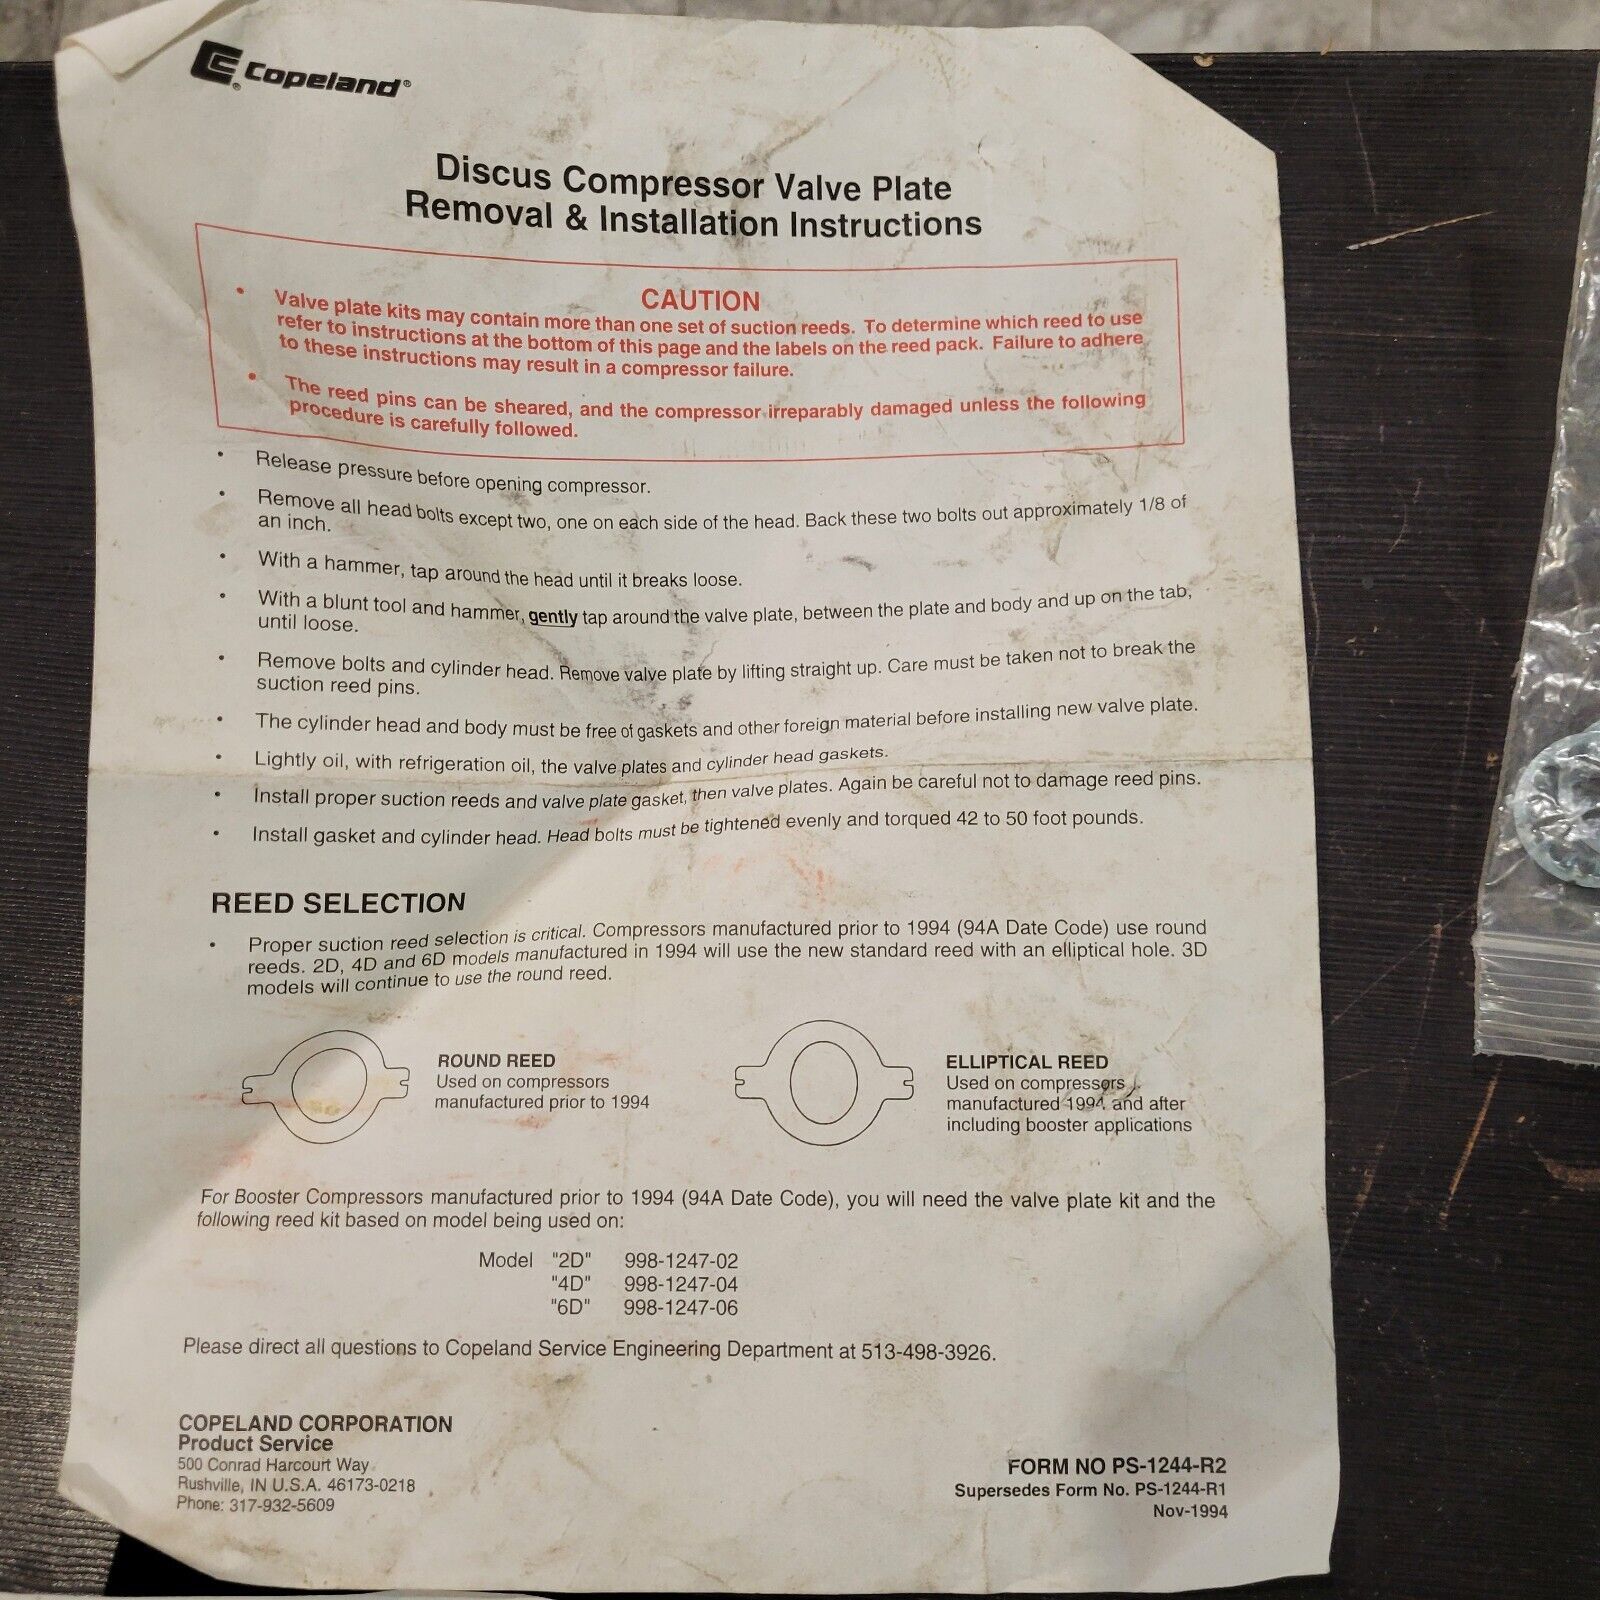 Copeland®
Discus Compressor Valve Plate
Removal & Installation Instructions
CAUTION
• Valve plate kits may contain more than one set of suction reeds. To determine which reed to use
refer to instructions at the bottom of this page and the labels on the reed pack. Failure to adhere
to these instructions may result in a compressor failure.
• The reed pins can be sheared, and the compressor irreparably damaged unless the following
procedure is carefully followed.
• Release pressure before opening compressor.
• Remove all head bolts except two, one on each side of the head. Back these two bolts out approximately 1/8 of
an inch.
• With a hammer, tap around the head until it breaks loose.
• With a blunt tool and hammer, gently tap around the valve plate, between the plate and body and up on the tab,
until loose.
• Remove bolts and cylinder head. Remove valve plate by lifting straight up. Care must be taken not to break the
suction reed pins.
• The cylinder head and body must be free of gaskets and other foreign material before installing new valve plate.
• Lightly oil, with refrigeration oil, the valve plates and cylinder head gaskets.
• Install proper suction reeds and valve plate gasket, then valve plates. Again be careful not to damage reed pins.
• Install gasket and cylinder head. Head bolts must be tightened evenly and torqued 42 to 50 foot pounds.
REED SELECTION
• Proper suction reed selection is critical. Compressors manufactured prior to 1994 (94A Date Code) use round
reeds. 2D, 4D and 6D models manufactured in 1994 will use the new standard reed with an elliptical hole. 3D
models will continue to use the round reed.
ROUND REED
Used on compressors
manufactured prior to 1994
ELLIPTICAL REED
Used on compressors
manufactured 1994 and after
including booster applications
For Booster Compressors manufactured prior to 1994 (94A Date Code), you will need the valve plate kit and the
following reed kit based on model being used on:
Model "2D" 998-1247-02
"4D" 998-1247-04
"6D" 998-1247-06
Please direct all questions to Copeland Service Engineering Department at 513-498-3926.
COPELAND CORPORATION
Product Service
500 Conrad Harcourt Way
Rushville, IN U.S.A. 46173-0218
Phone: 317-932-5609
FORM NO PS-1244-R2
Supersedes Form No. PS-1244-R1
Nov-1994